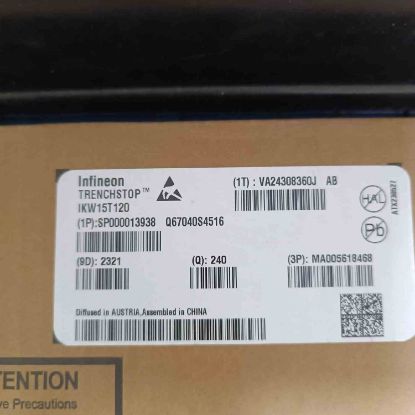 Infineon
TRENCHSTOP™
IKW15T120
(1P):SP000013938 Q67040S4516
(1T) : VA24308360J AB
HAL
Pb
(9D): 2321
(Q): 240
(3P): MA005618468
Diffused in AUSTRIA,Assembled in CHINA
TENTION
ve Precautions